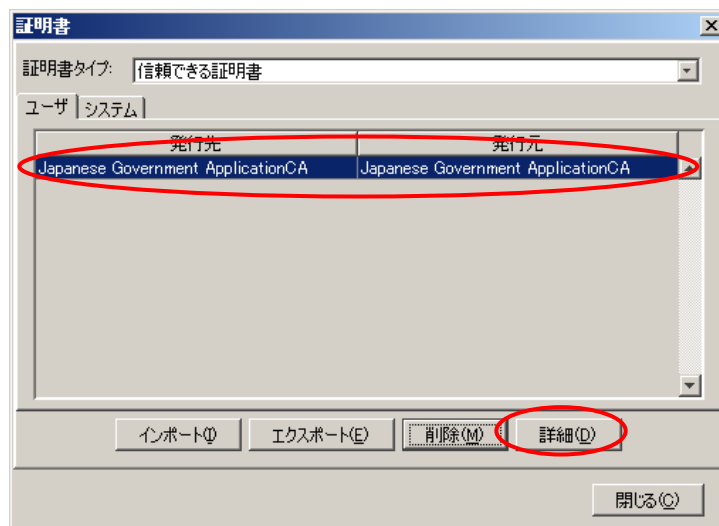 証明書
証明書タイプ: 信頼できる証明書
ユーザ システム
発行先 発行元
Japanese Government ApplicationCA Japanese Government ApplicationCA
インポート(I) エクスポート(E) 削除(M) 詳細(D)
閉じる(C)